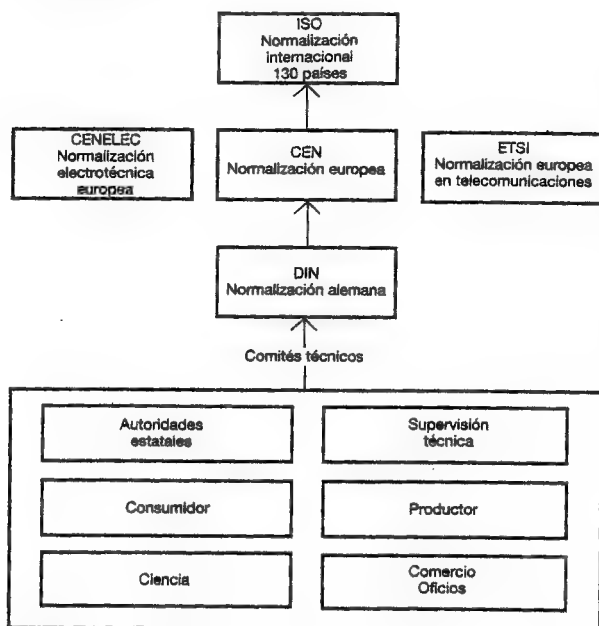 ISO
Normalización
internacional
130 países
CENELEC
Normalización
electrotécnica
europea
CEN
Normalización europea
ETSI
Normalización europea
en telecomunicaciones
DIN
Normalización alemana
Comités técnicos
Autoridades
estatales
Supervisión
técnica
Consumidor
Productor
Ciencia
Comercio
Oficios